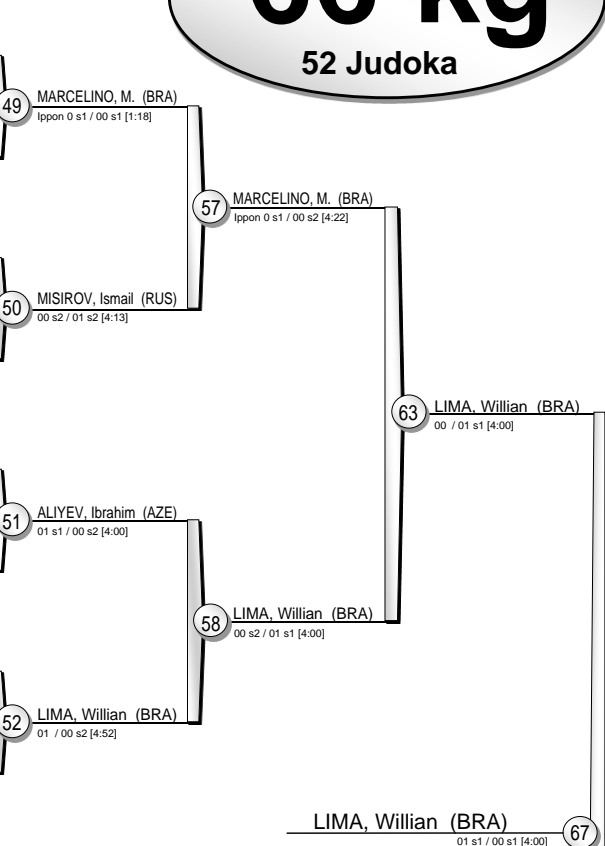 52 Judoka
49
MARCELINO, M. (BRA)
Ippon 0 s1 / 00 s1 [1:18]
57
MARCELINO, M. (BRA)
Ippon 0 s1 / 00 s2 [4:22]
50
MISIROV, Ismail (RUS)
00 s2 / 01 s2 [4:13]
63
LIMA, Willian (BRA)
00 / 01 s1 [4:00]
51
ALIYEV, Ibrahim (AZE)
01 s1 / 00 s2 [4:00]
58
LIMA, Willian (BRA)
00 s2 / 01 s1 [4:00]
52
LIMA, Willian (BRA)
01 / 00 s2 [4:52]
LIMA, Willian (BRA)
01 s1 / 00 s1 [4:00]
67